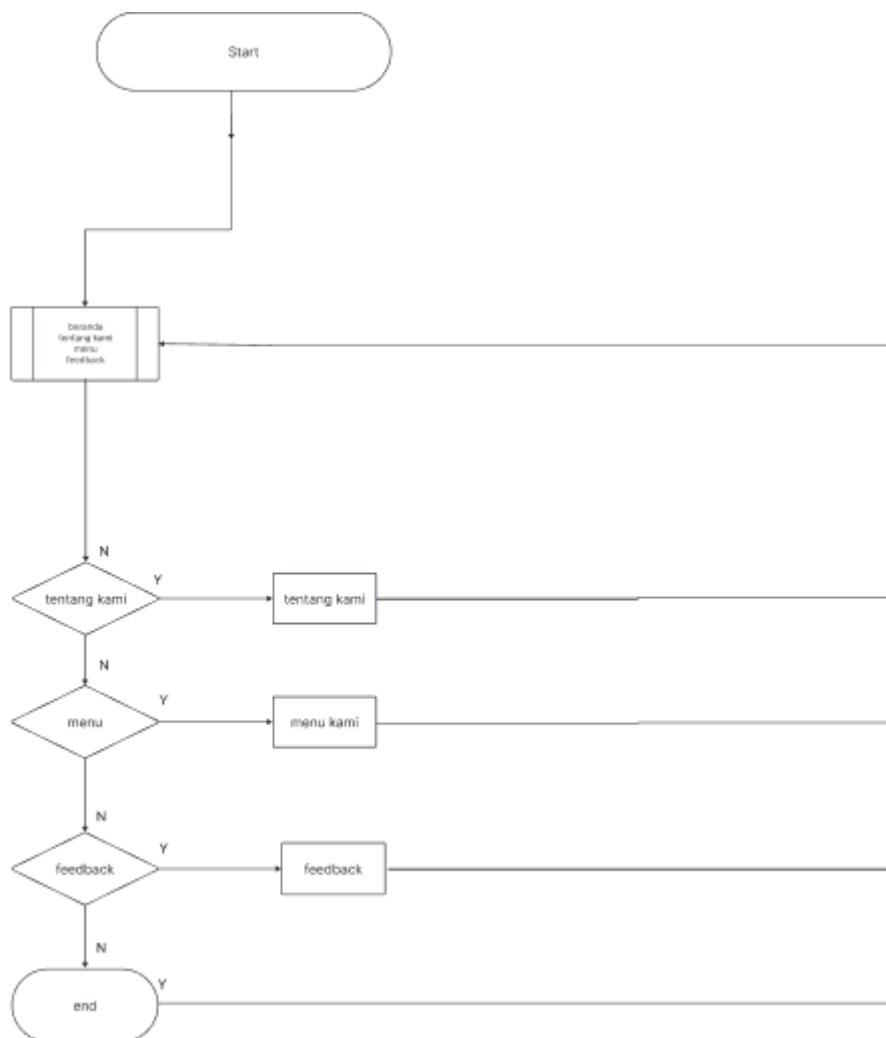 Start
beranda
tentang kami
menu
feedback
N
tentang kami
Y
tentang kami
N
menu
Y
menu kami
N
feedback
Y
feedback
N
end
Y